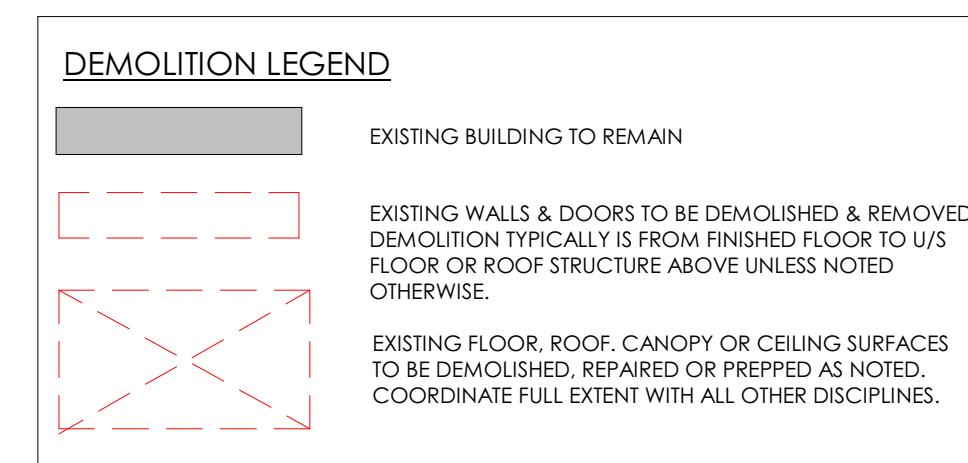 DEMOLITION LEGEND
EXISTING BUILDING TO REMAIN
EXISTING WALLS & DOORS TO BE DEMOLISHED & REMOVED
DEMOLITION TYPICALLY IS FROM FINISHED FLOOR TO U/S
FLOOR OR ROOF STRUCTURE ABOVE UNLESS NOTED
OTHERWISE.
EXISTING FLOOR, ROOF. CANOPY OR CEILING SURFACES
TO BE DEMOLISHED, REPAIRED OR PREPPED AS NOTED.
COORDINATE FULL EXTENT WITH ALL OTHER DISCIPLINES.